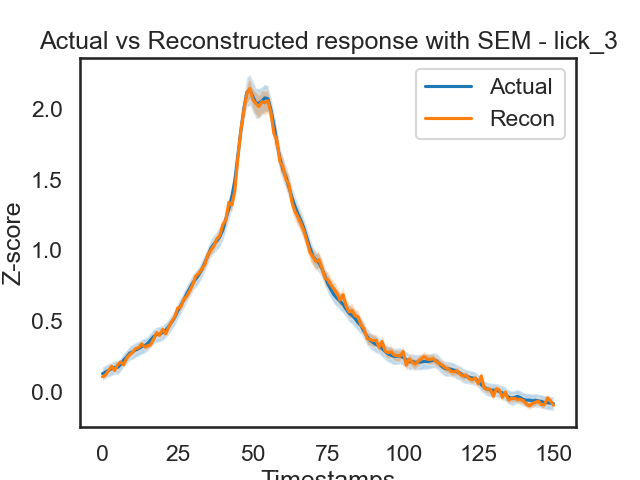 Actual vs Reconstructed response with SEM - lick_3
Actual
Recon
Z-score
2.0
1.5
1.0
0.5
0.0
0 25 50 75 100 125 150
Timestamps